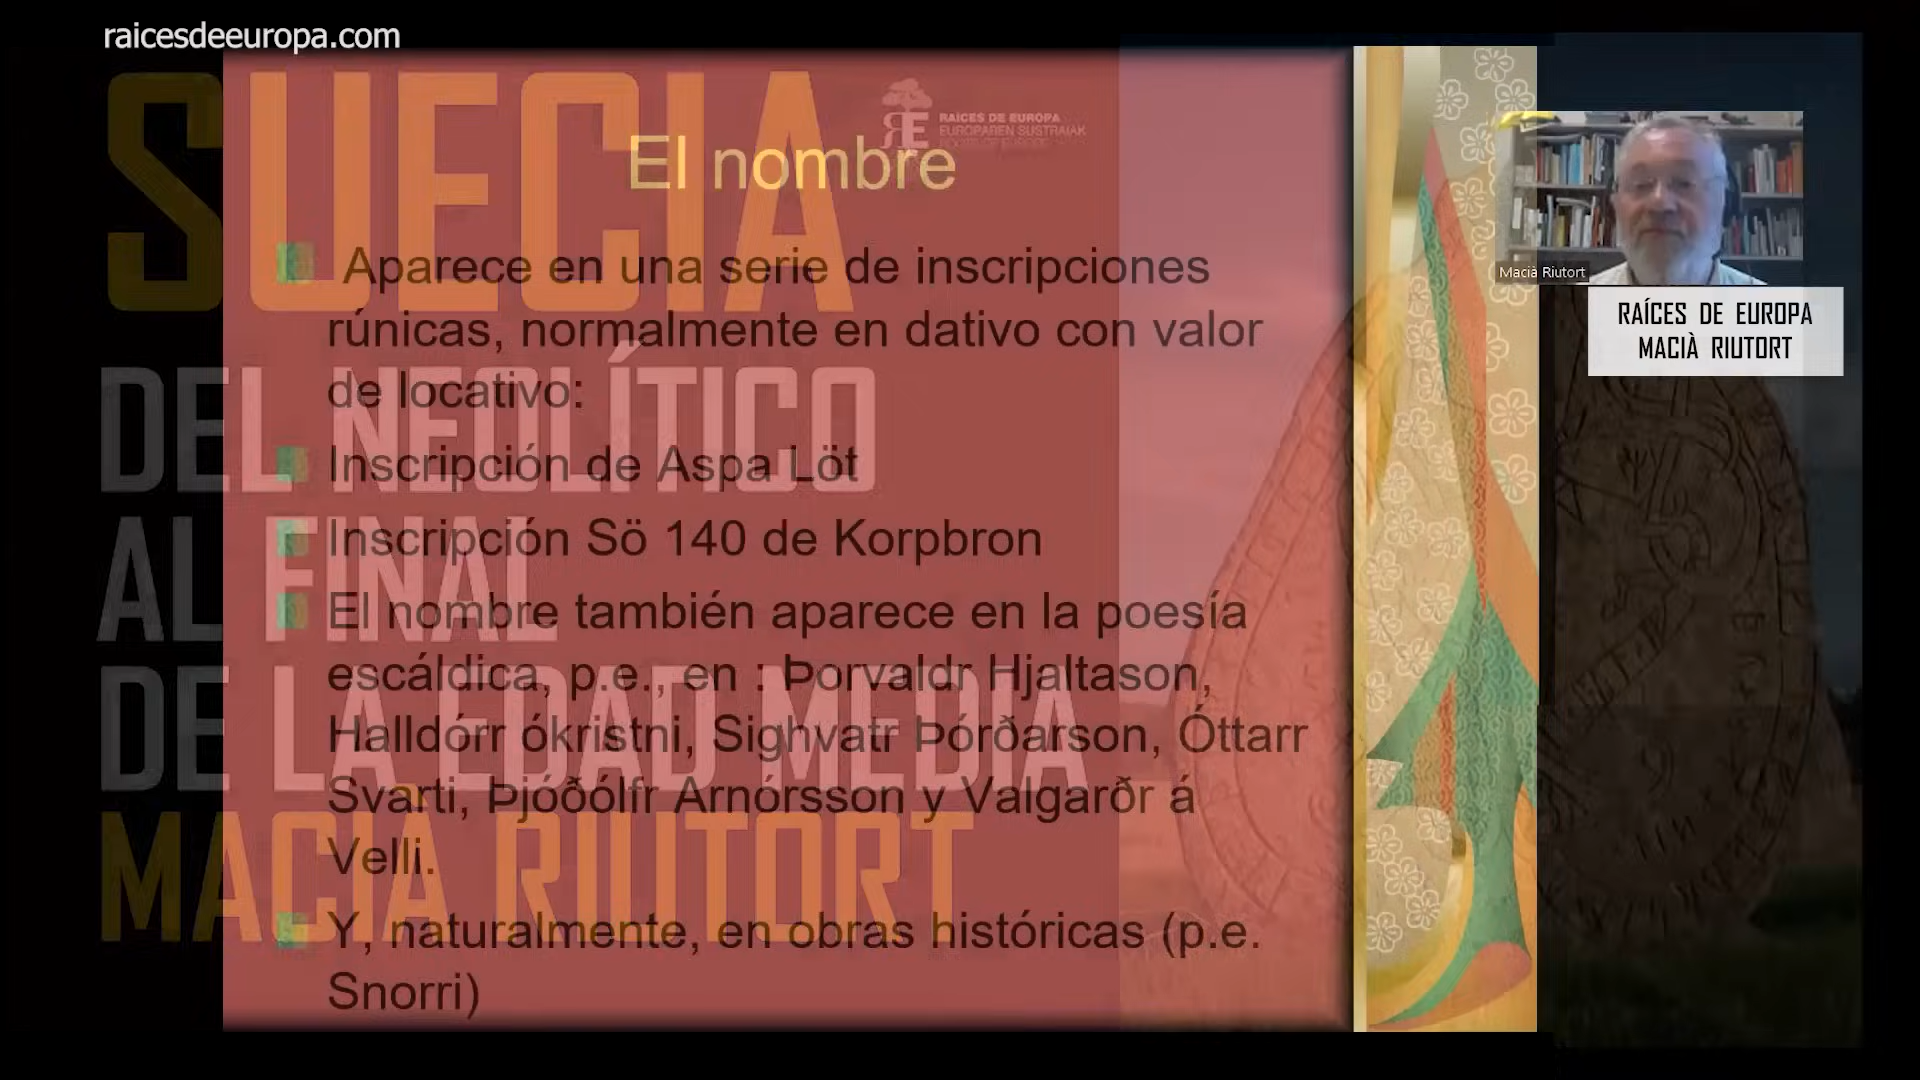 raicesdeeuropa.com
SUECIA
DEL NEOLÍTICO
AL FINAL
DE LA EDAD MEDIA
MACIÀ RIUTORT
RAÍCES DE EUROPA
EUROPAREN SUSTRAIAK
ROOTS OF EUROPE
El nombre
Aparece en una serie de inscripciones
rúnicas, normalmente en dativo con valor
de locativo:
Inscripción de Aspa Löt
Inscripción Sö 140 de Korpbron
El nombre también aparece en la poesía
escáldica, p.e., en : Þorvaldr Hjaltason,
Halldórr ókristni, Sighvatr Þórðarson, Óttarr
Svarti, Þjóðólfr Arnórsson y Valgarðr á
Velli.
Y, naturalmente, en obras históricas (p.e.
Snorri)
Macià Riutort
RAÍCES DE EUROPA
MACIÀ RIUTORT